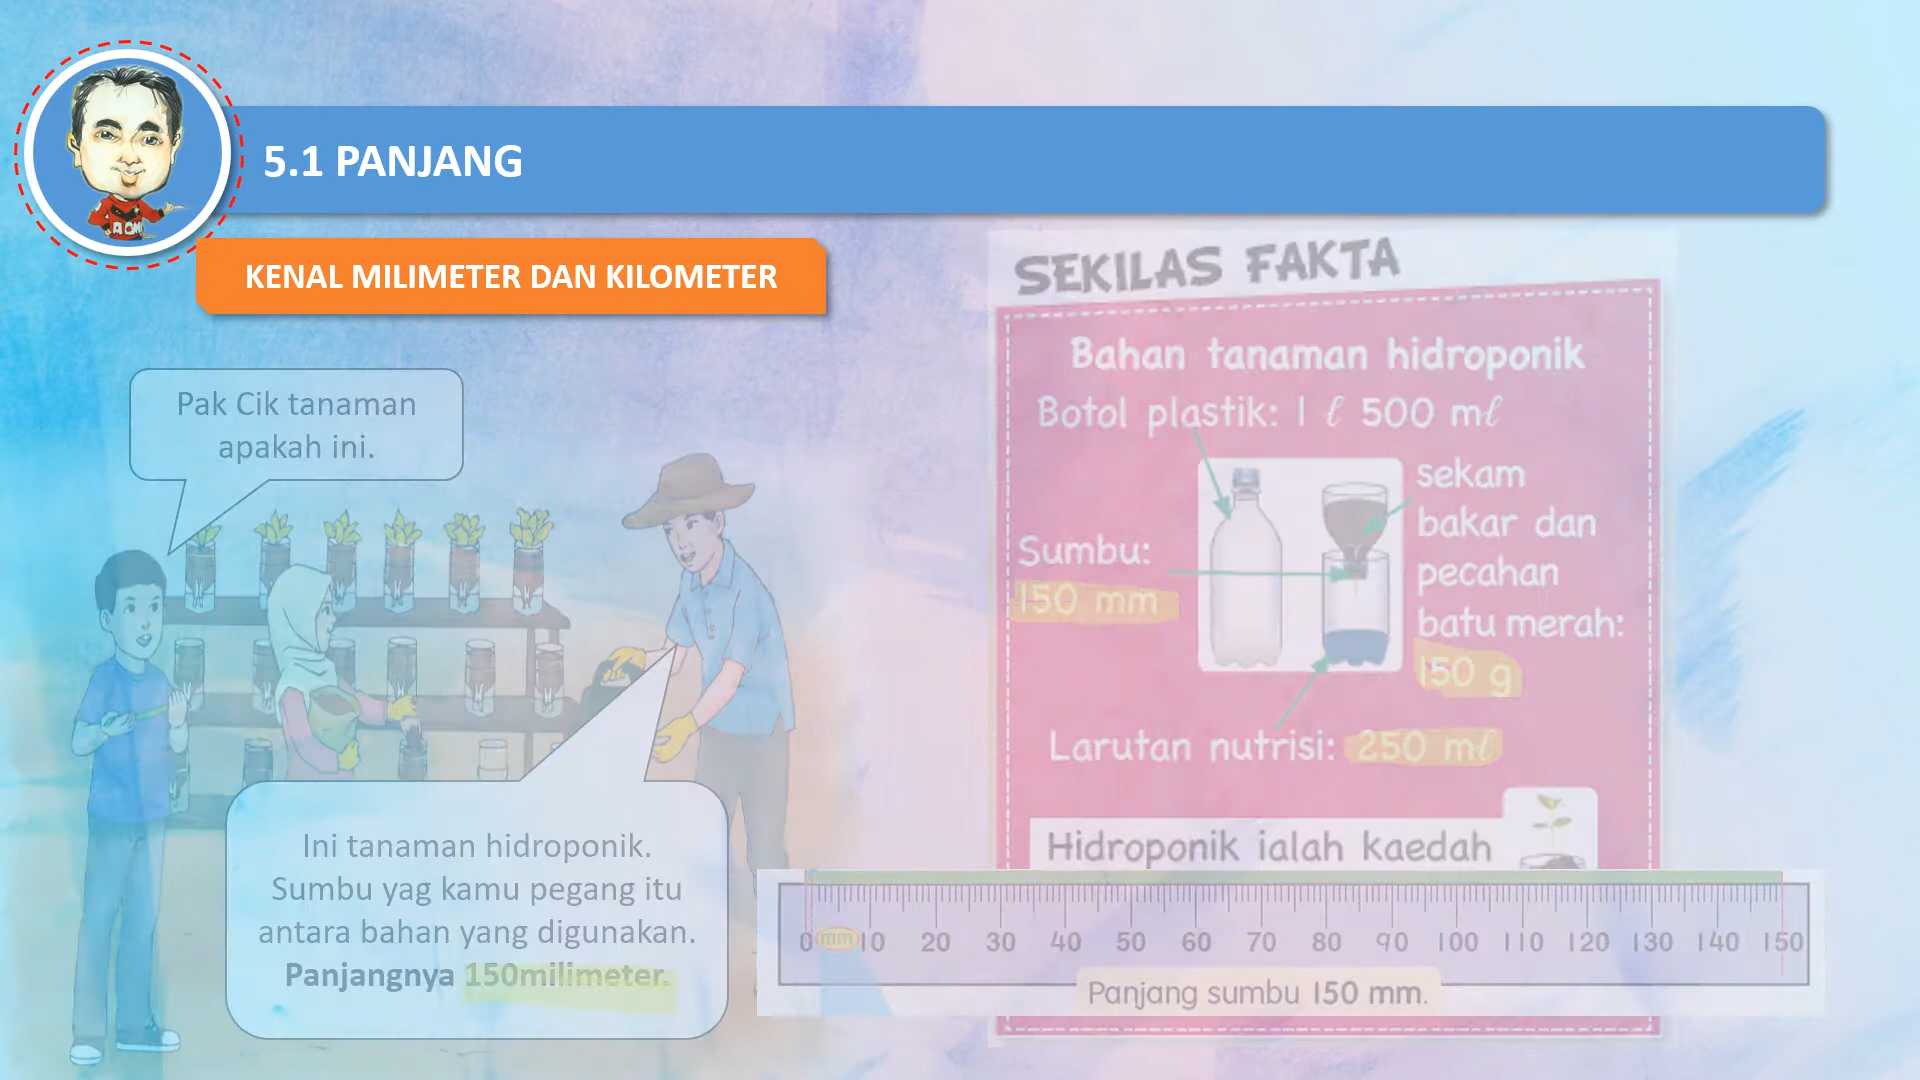 5.1 PANJANG
KENAL MILIMETER DAN KILOMETER
Pak Cik tanaman
apakah ini.
Ini tanaman hidroponik.
Sumbu yag kamu pegang itu
antara bahan yang digunakan.
Panjangnya 150milimeter.
SEKILAS FAKTA
Bahan tanaman hidroponik
Botol plastik: 1 ℓ 500 mℓ
Sumbu:
150 mm
sekam
bakar dan
pecahan
batu merah:
150 g
Larutan nutrisi: 250 mℓ
Hidroponik ialah kaedah
0 mm 10 20 30 40 50 60 70 80 90 100 110 120 130 140 150
Panjang sumbu 150 mm.